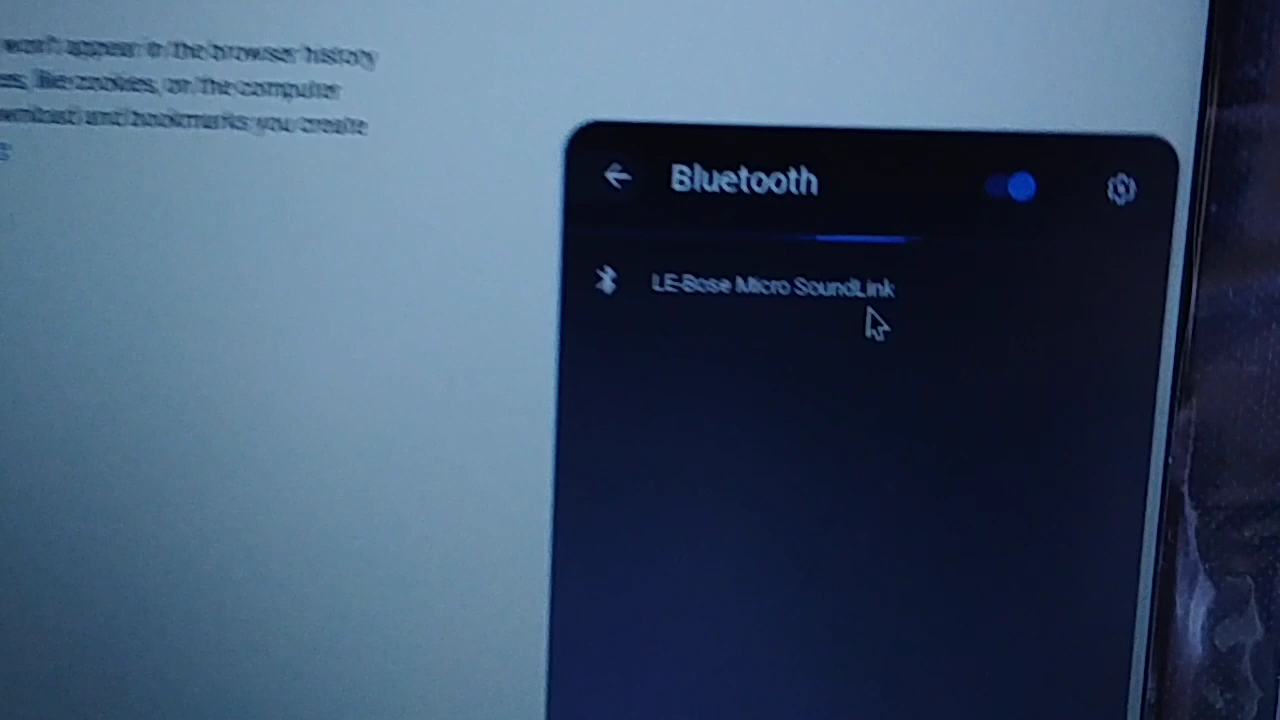 won't appear in the browser history
es, like cookies, on the computer
ownload and bookmarks you create
Bluetooth
LE-Bose Micro SoundLink